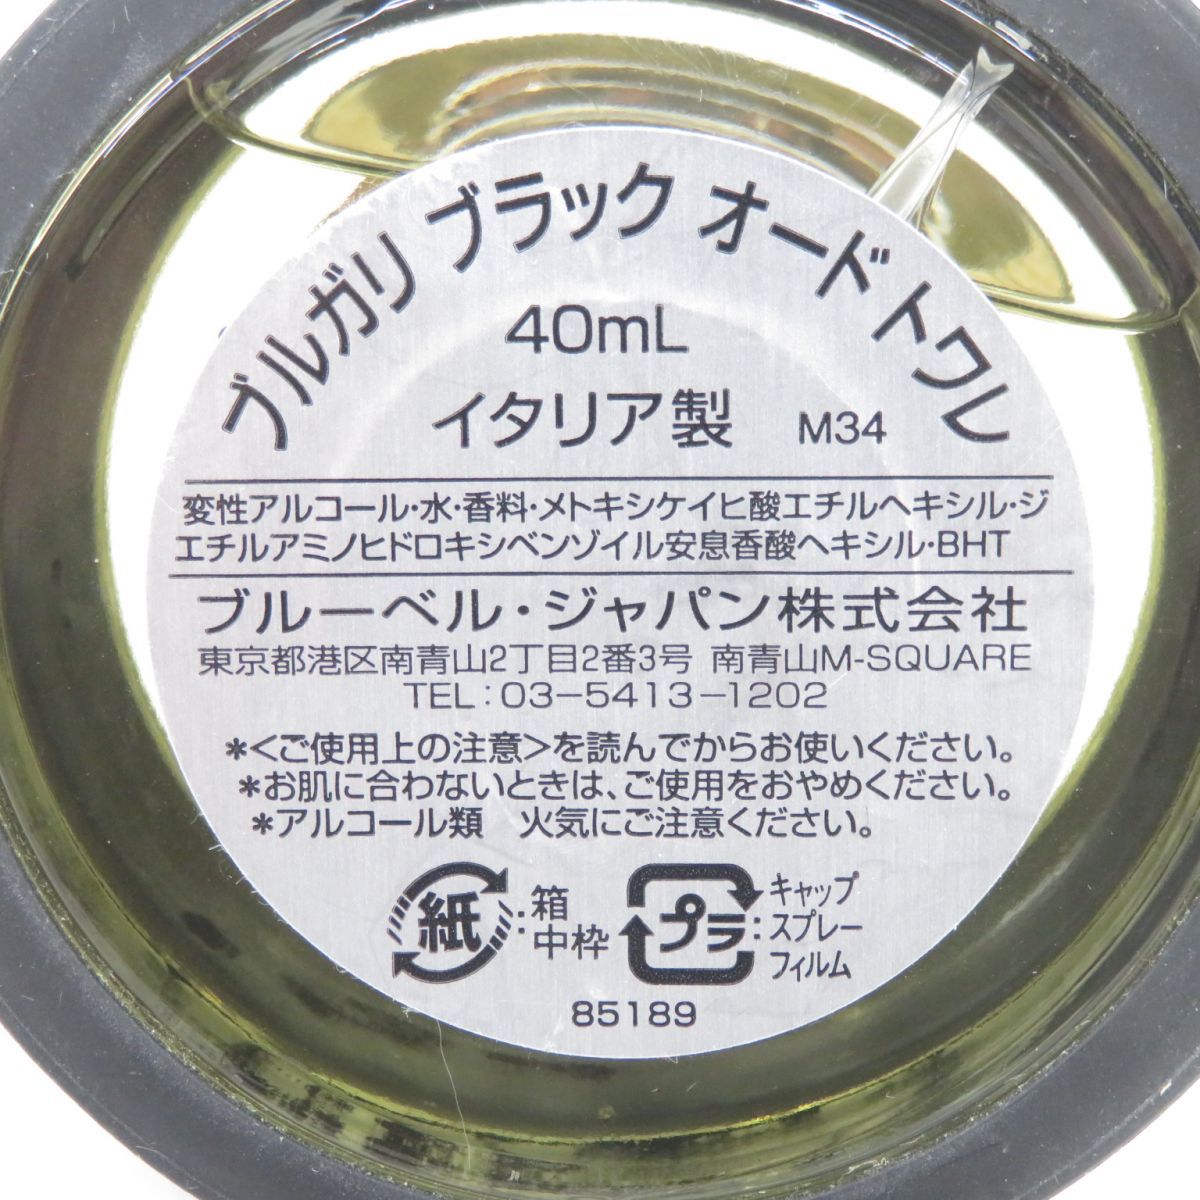 ブルガリ ブラック オードトワレ
40mL
イタリア製 M34
変性アルコール・水・香料・メトキシケイヒ酸エチルヘキシル・ジ
エチルアミノヒドロキシベンゾイル安息香酸ヘキシル・BHT
ブルーベル・ジャパン株式会社
東京都港区南青山2丁目2番3号 南青山M-SQUARE
TEL:03-5413-1202
*<ご使用上の注意>を読んでからお使いください。
*お肌に合わないときは、ご使用をおやめください。
*アルコール類 火気にご注意ください。
紙:箱
中枠
プラ:キャップ
スプレー
フィルム
85189